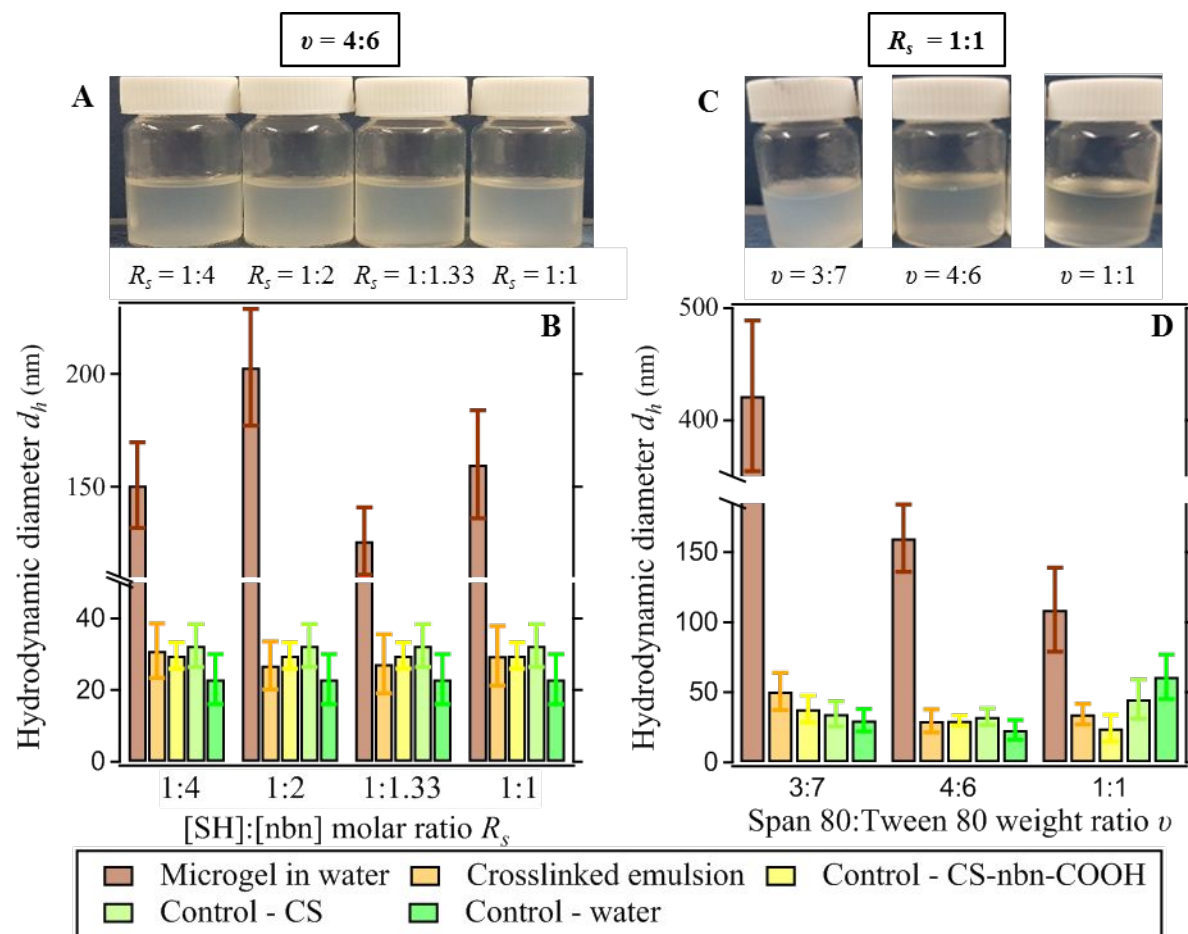 υ = 4:6
R_s = 1:1
A
C
R_s = 1:4 R_s = 1:2 R_s = 1:1.33 R_s = 1:1
υ = 3:7 υ = 4:6 υ = 1:1
B
Hydrodynamic diameter d_h (nm)
200
150
40
20
0
1:4 1:2 1:1.33 1:1
[SH]:[nbn] molar ratio R_s
D
Hydrodynamic diameter d_h (nm)
500
400
150
100
50
0
3:7 4:6 1:1
Span 80:Tween 80 weight ratio υ
Microgel in water Crosslinked emulsion Control - CS-nbn-COOH
Control - CS Control - water